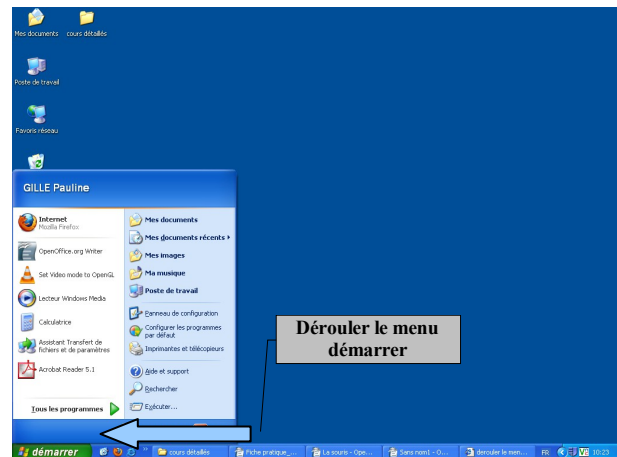 Mes documents
cours détaillés
Poste de travail
Favoris réseau
GILLE Pauline
Internet
Mozilla Firefox
OpenOffice.org Writer
Set Video mode to OpenGL
Lecteur Windows Media
Calculatrice
Assistant Transfert de
fichiers et de paramètres
Acrobat Reader 5.1
Tous les programmes
Mes documents
Mes documents récents
Mes images
Ma musique
Poste de travail
Panneau de configuration
Configurer les programmes
par défaut
Imprimantes et télécopieurs
Aide et support
Rechercher
Exécuter...
Dérouler le menu
démarrer
démarrer
cours détaillés
Fiche pratique_...
La souris - Ope...
Sans nom1 - O...
derouler le men...
FR
10:23